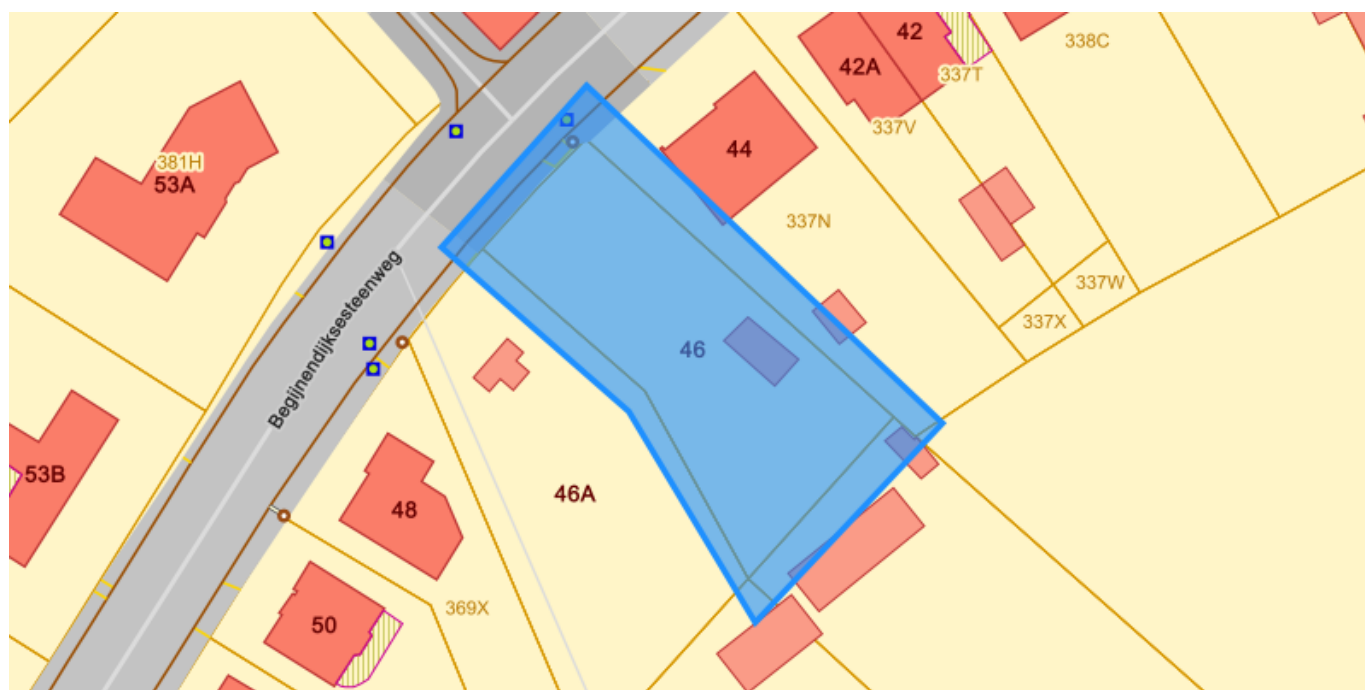 42
338C
42A
337T
337V
44
381H
53A
337N
337W
337X
Begijnendijksesteenweg
46
53B
46A
48
369X
50